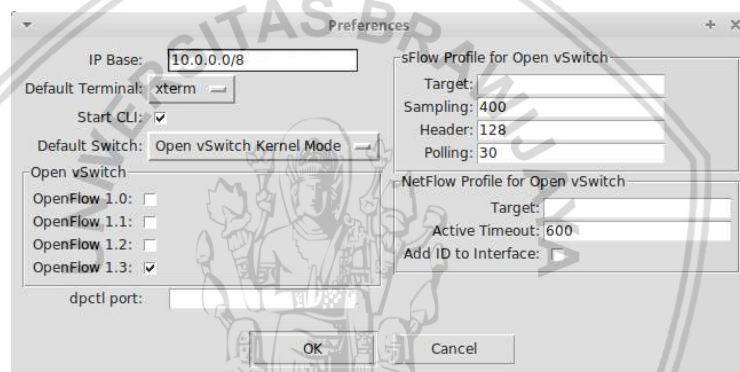 Preferences
IP Base: 10.0.0.0/8
Default Terminal: xterm
Start CLI:
Default Switch: Open vSwitch Kernel Mode
Open vSwitch
OpenFlow 1.0:
OpenFlow 1.1:
OpenFlow 1.2:
OpenFlow 1.3:
dpctl port:
sFlow Profile for Open vSwitch
Target:
Sampling: 400
Header: 128
Polling: 30
NetFlow Profile for Open vSwitch
Target:
Active Timeout: 600
Add ID to Interface:
OK
Cancel
UNIVERSITAS BRAWIJAYA